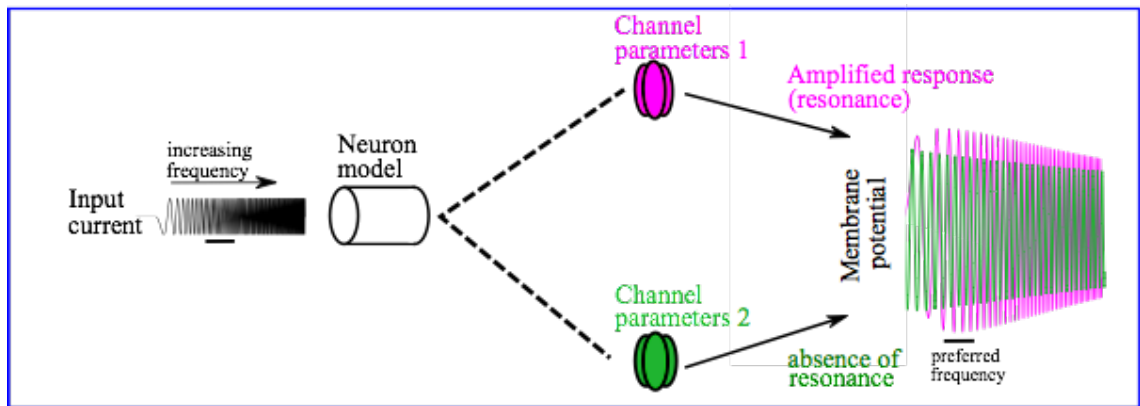 Channel
parameters 1
Amplified response
(resonance)
increasing
frequency
Neuron
model
Input
current
Membrane
potential
Channel
parameters 2
absence of
resonance
preferred
frequency